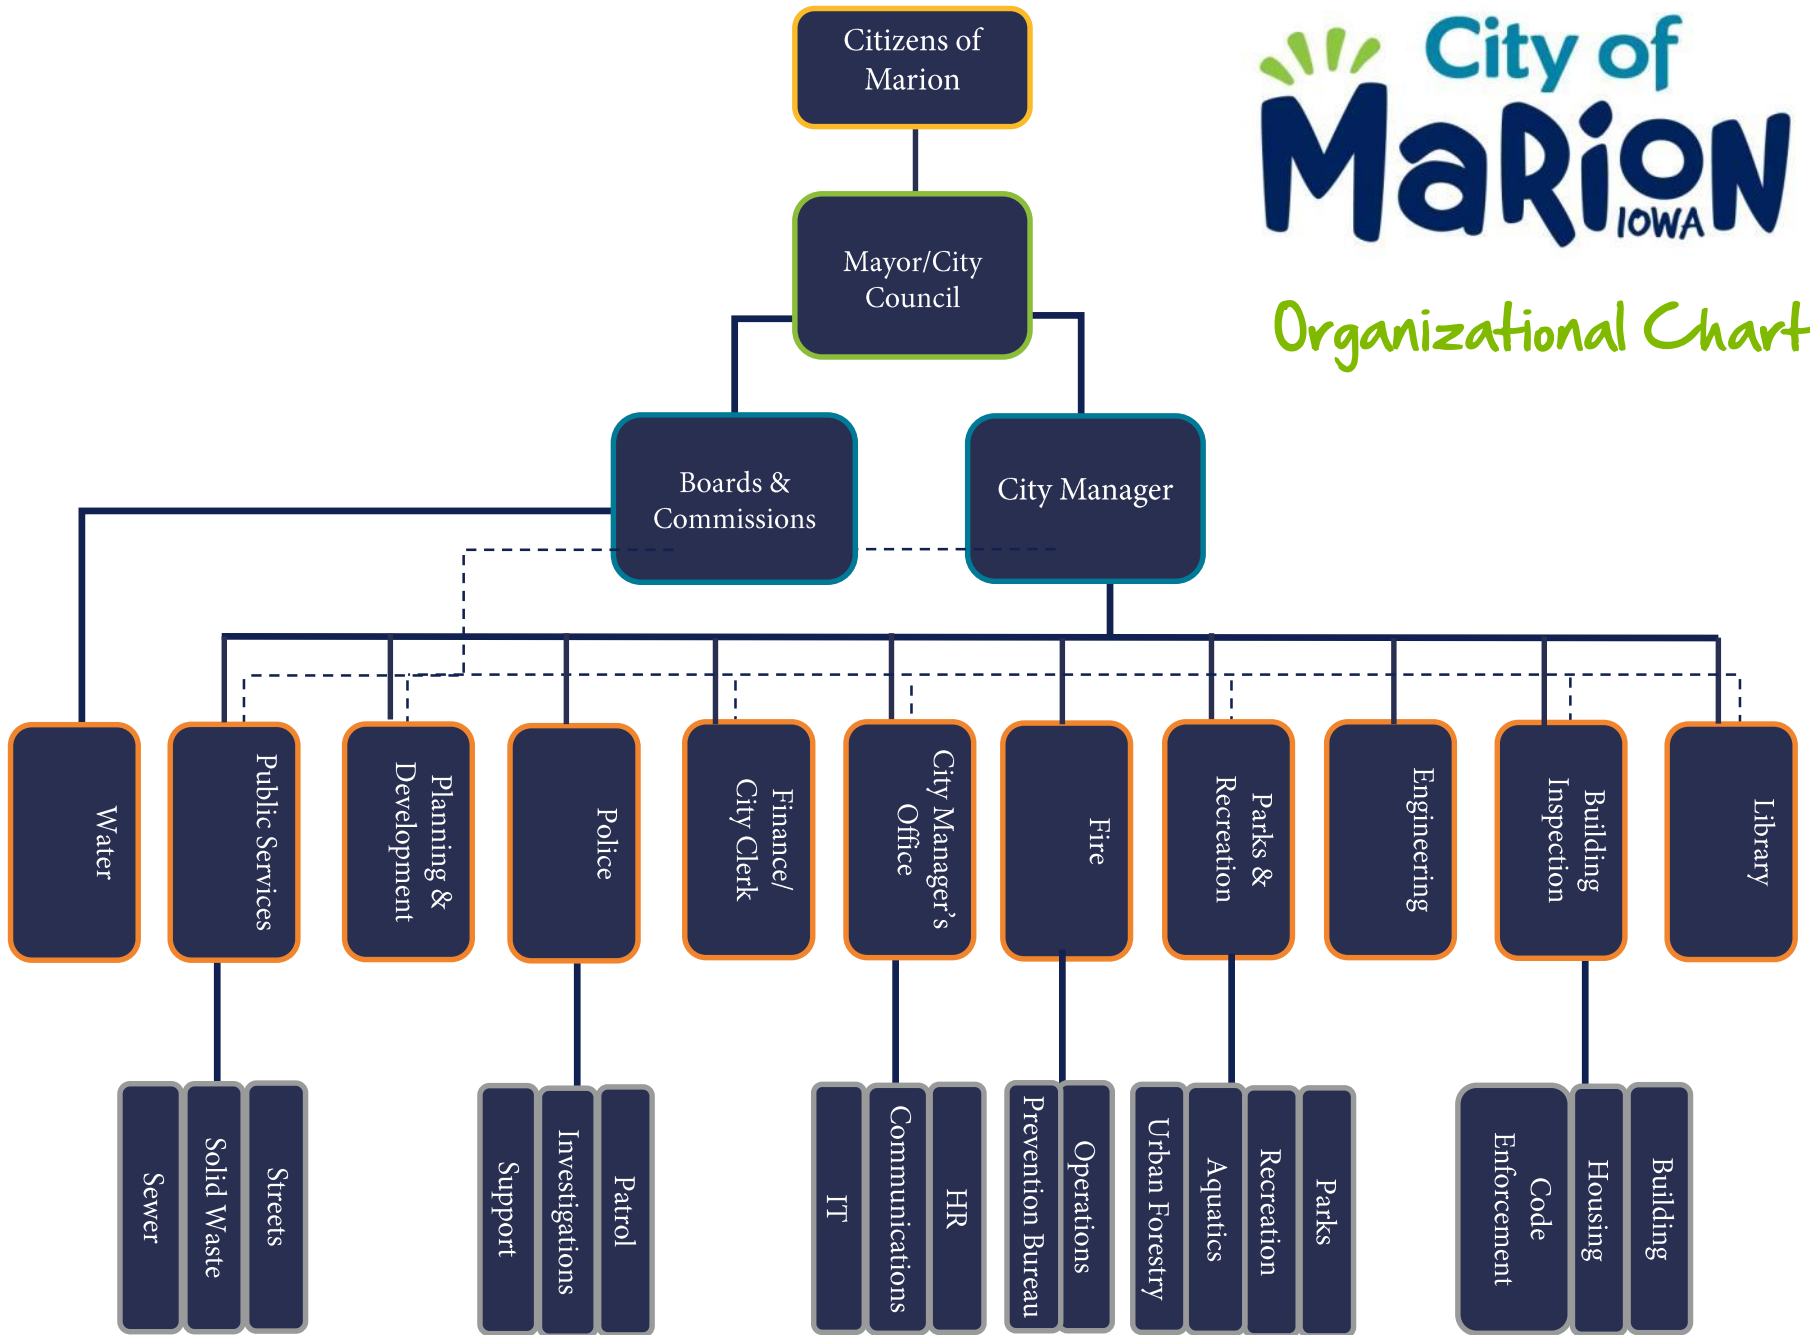 Citizens of
Marion
City of
MaRiON
IOWA
Organizational Chart
Mayor/City
Council
Boards &
Commissions
City Manager
Water
Public Services
Planning &
Development
Police
Finance/
City Clerk
City Manager's
Office
Fire
Parks &
Recreation
Engineering
Building
Inspection
Library
Sewer
Solid Waste
Streets
Support
Investigations
Patrol
IT
Communications
HR
Prevention Bureau
Operations
Urban Forestry
Aquatics
Recreation
Parks
Code
Enforcement
Housing
Building